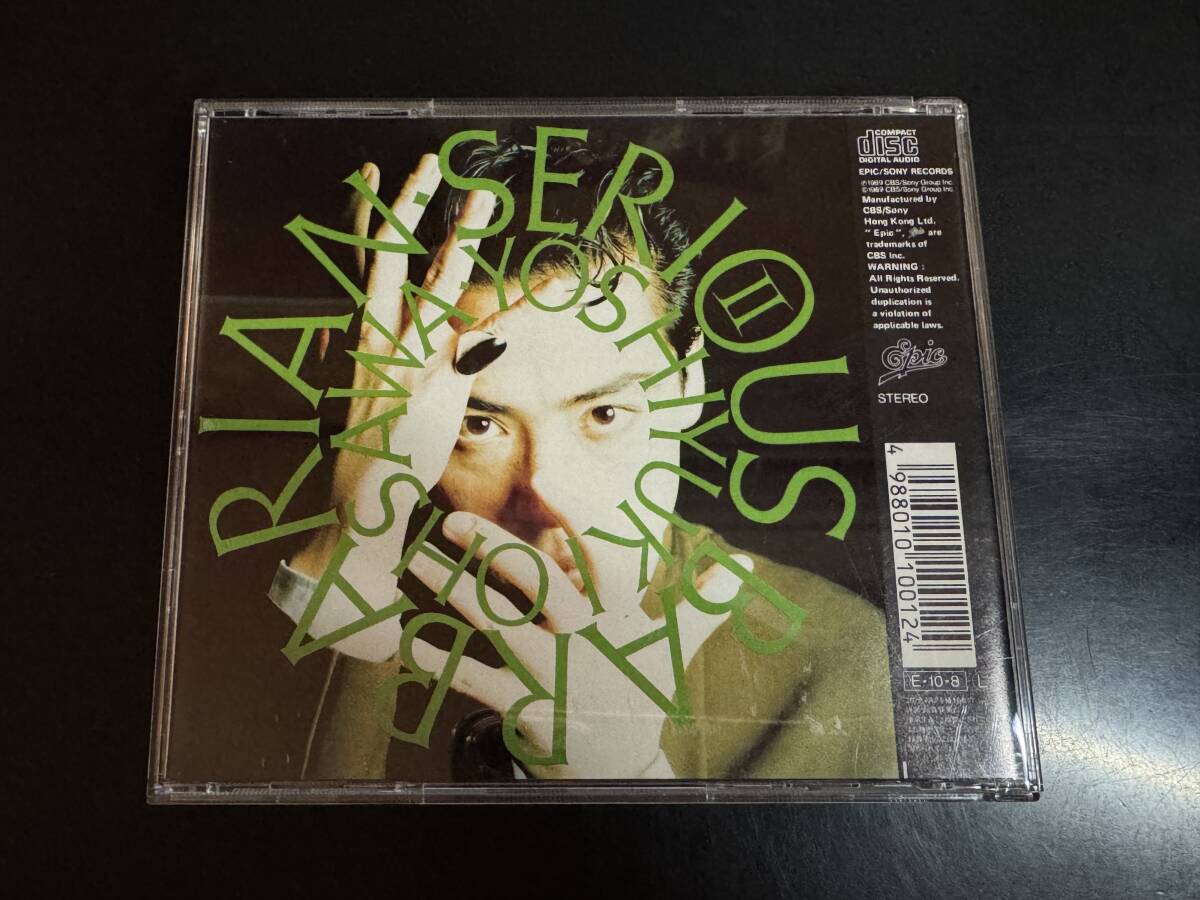 SERIOUS
II
BARBARIAN·
YOSHIYUKI
OHSAWA·
COMPACT
disc
DIGITAL AUDIO
EPIC/SONY RECORDS
℗1989 CBS/Sony Group Inc.
©1989 CBS/Sony Group Inc.
Manufactured by
CBS/Sony
Hong Kong Ltd.
"Epic", are
trademarks of
CBS Inc.
WARNING :
All Rights Reserved.
Unauthorized
duplication is
a violation of
applicable laws.
Epic
STEREO
4 988010 100124
E·10·8 L